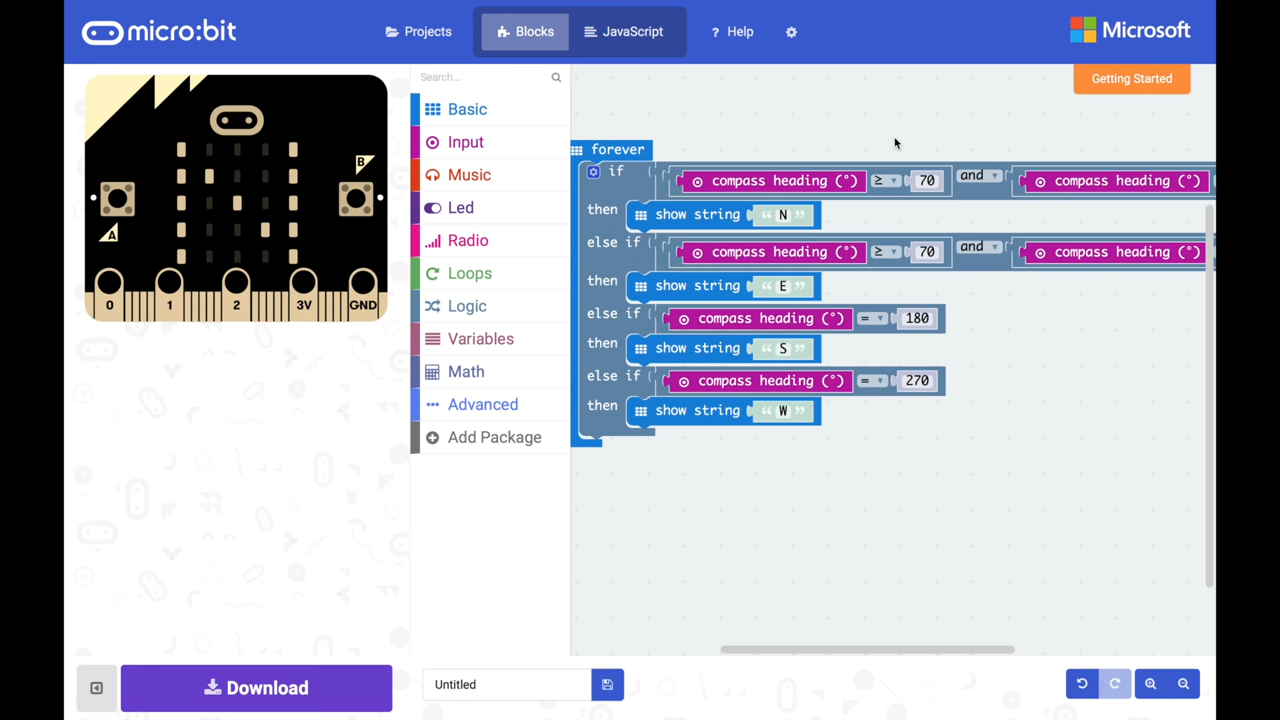 micro:bit
Projects
Blocks
JavaScript
? Help
Microsoft
Getting Started
Search...
Basic
Input
Music
Led
Radio
Loops
Logic
Variables
Math
Advanced
Add Package
B
A
0 1 2 3V GND
forever
if compass heading (°) ≥ 70 and compass heading (°)
then show string “ N ”
else if compass heading (°) ≥ 70 and compass heading (°)
then show string “ E ”
else if compass heading (°) = 180
then show string “ S ”
else if compass heading (°) = 270
then show string “ W ”
Download
Untitled